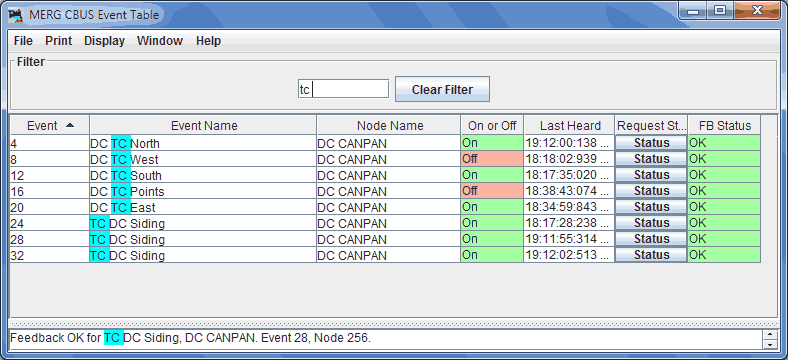 MERG CBUS Event Table
File Print Display Window Help
Filter
tc Clear Filter
Event Event Name Node Name On or Off Last Heard Request St... FB Status
4 DC TC North DC CANPAN On 19:12:00:138 ... Status OK
8 DC TC West DC CANPAN Off 18:18:02:939 ... Status OK
12 DC TC South DC CANPAN On 17:35:020 ... Status OK
16 DC TC Points DC CANPAN Off 18:38:43:074 ... Status OK
20 DC TC East DC CANPAN On 18:34:59:843 ... Status OK
24 TC DC Siding DC CANPAN On 18:17:28:238 ... Status OK
28 TC DC Siding DC CANPAN On 19:11:55:314 ... Status OK
32 TC DC Siding DC CANPAN On 19:12:02:513 ... Status OK
Feedback OK for TC DC Siding, DC CANPAN. Event 28, Node 256.